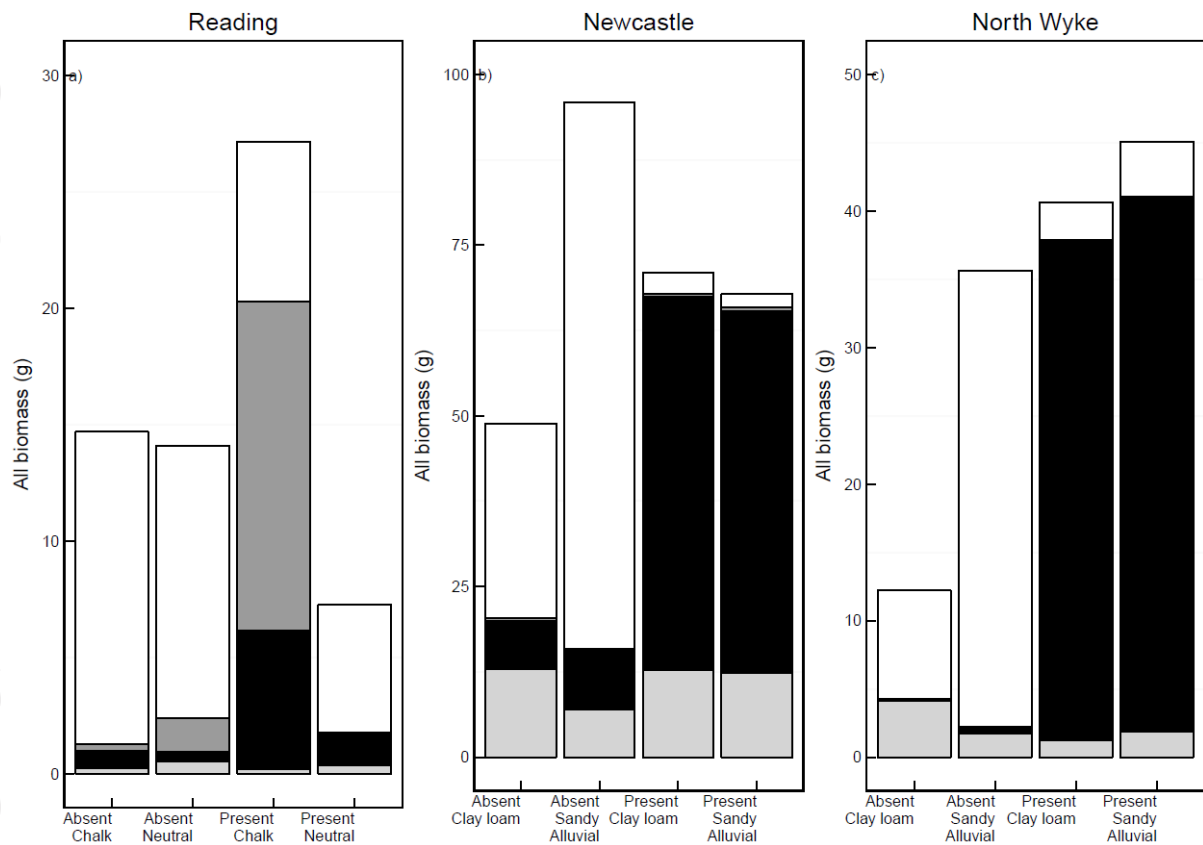 Reading
Newcastle
North Wyke
a)
30
20
10
0
All biomass (g)
Absent
Chalk
Absent
Neutral
Present
Chalk
Present
Neutral
b)
100
75
50
25
0
All biomass (g)
Absent
Clay loam
Absent
Sandy
Alluvial
Present
Clay loam
Present
Sandy
Alluvial
c)
50
40
30
20
10
0
All biomass (g)
Absent
Clay loam
Absent
Sandy
Alluvial
Present
Clay loam
Present
Sandy
Alluvial